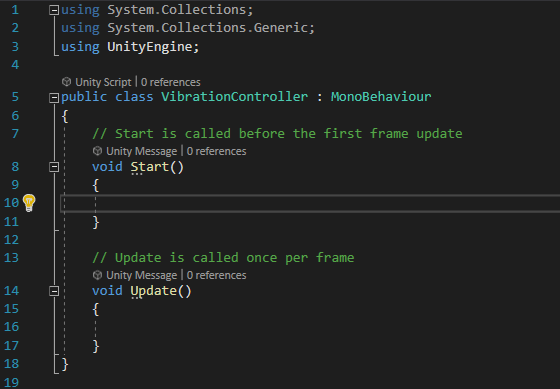 1 using System.Collections;
2 using System.Collections.Generic;
3 using UnityEngine;
4
Unity Script | 0 references
5 public class VibrationController : MonoBehaviour
6 {
7 // Start is called before the first frame update
Unity Message | 0 references
8 void Start()
9 {
10
11 }
12
13 // Update is called once per frame
Unity Message | 0 references
14 void Update()
15 {
16
17 }
18 }
19